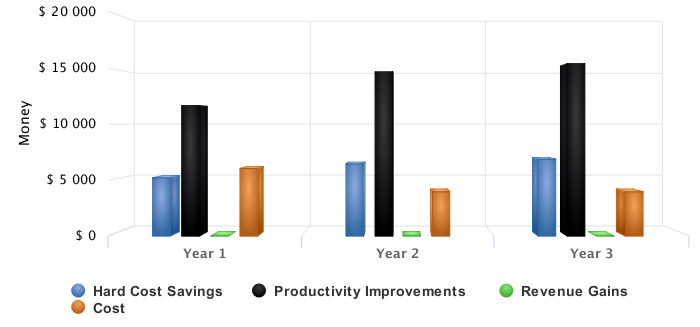 $ 20 000
$ 15 000
$ 10 000
$ 5 000
$ 0
Money
Year 1 Year 2 Year 3
Hard Cost Savings Productivity Improvements Revenue Gains
Cost